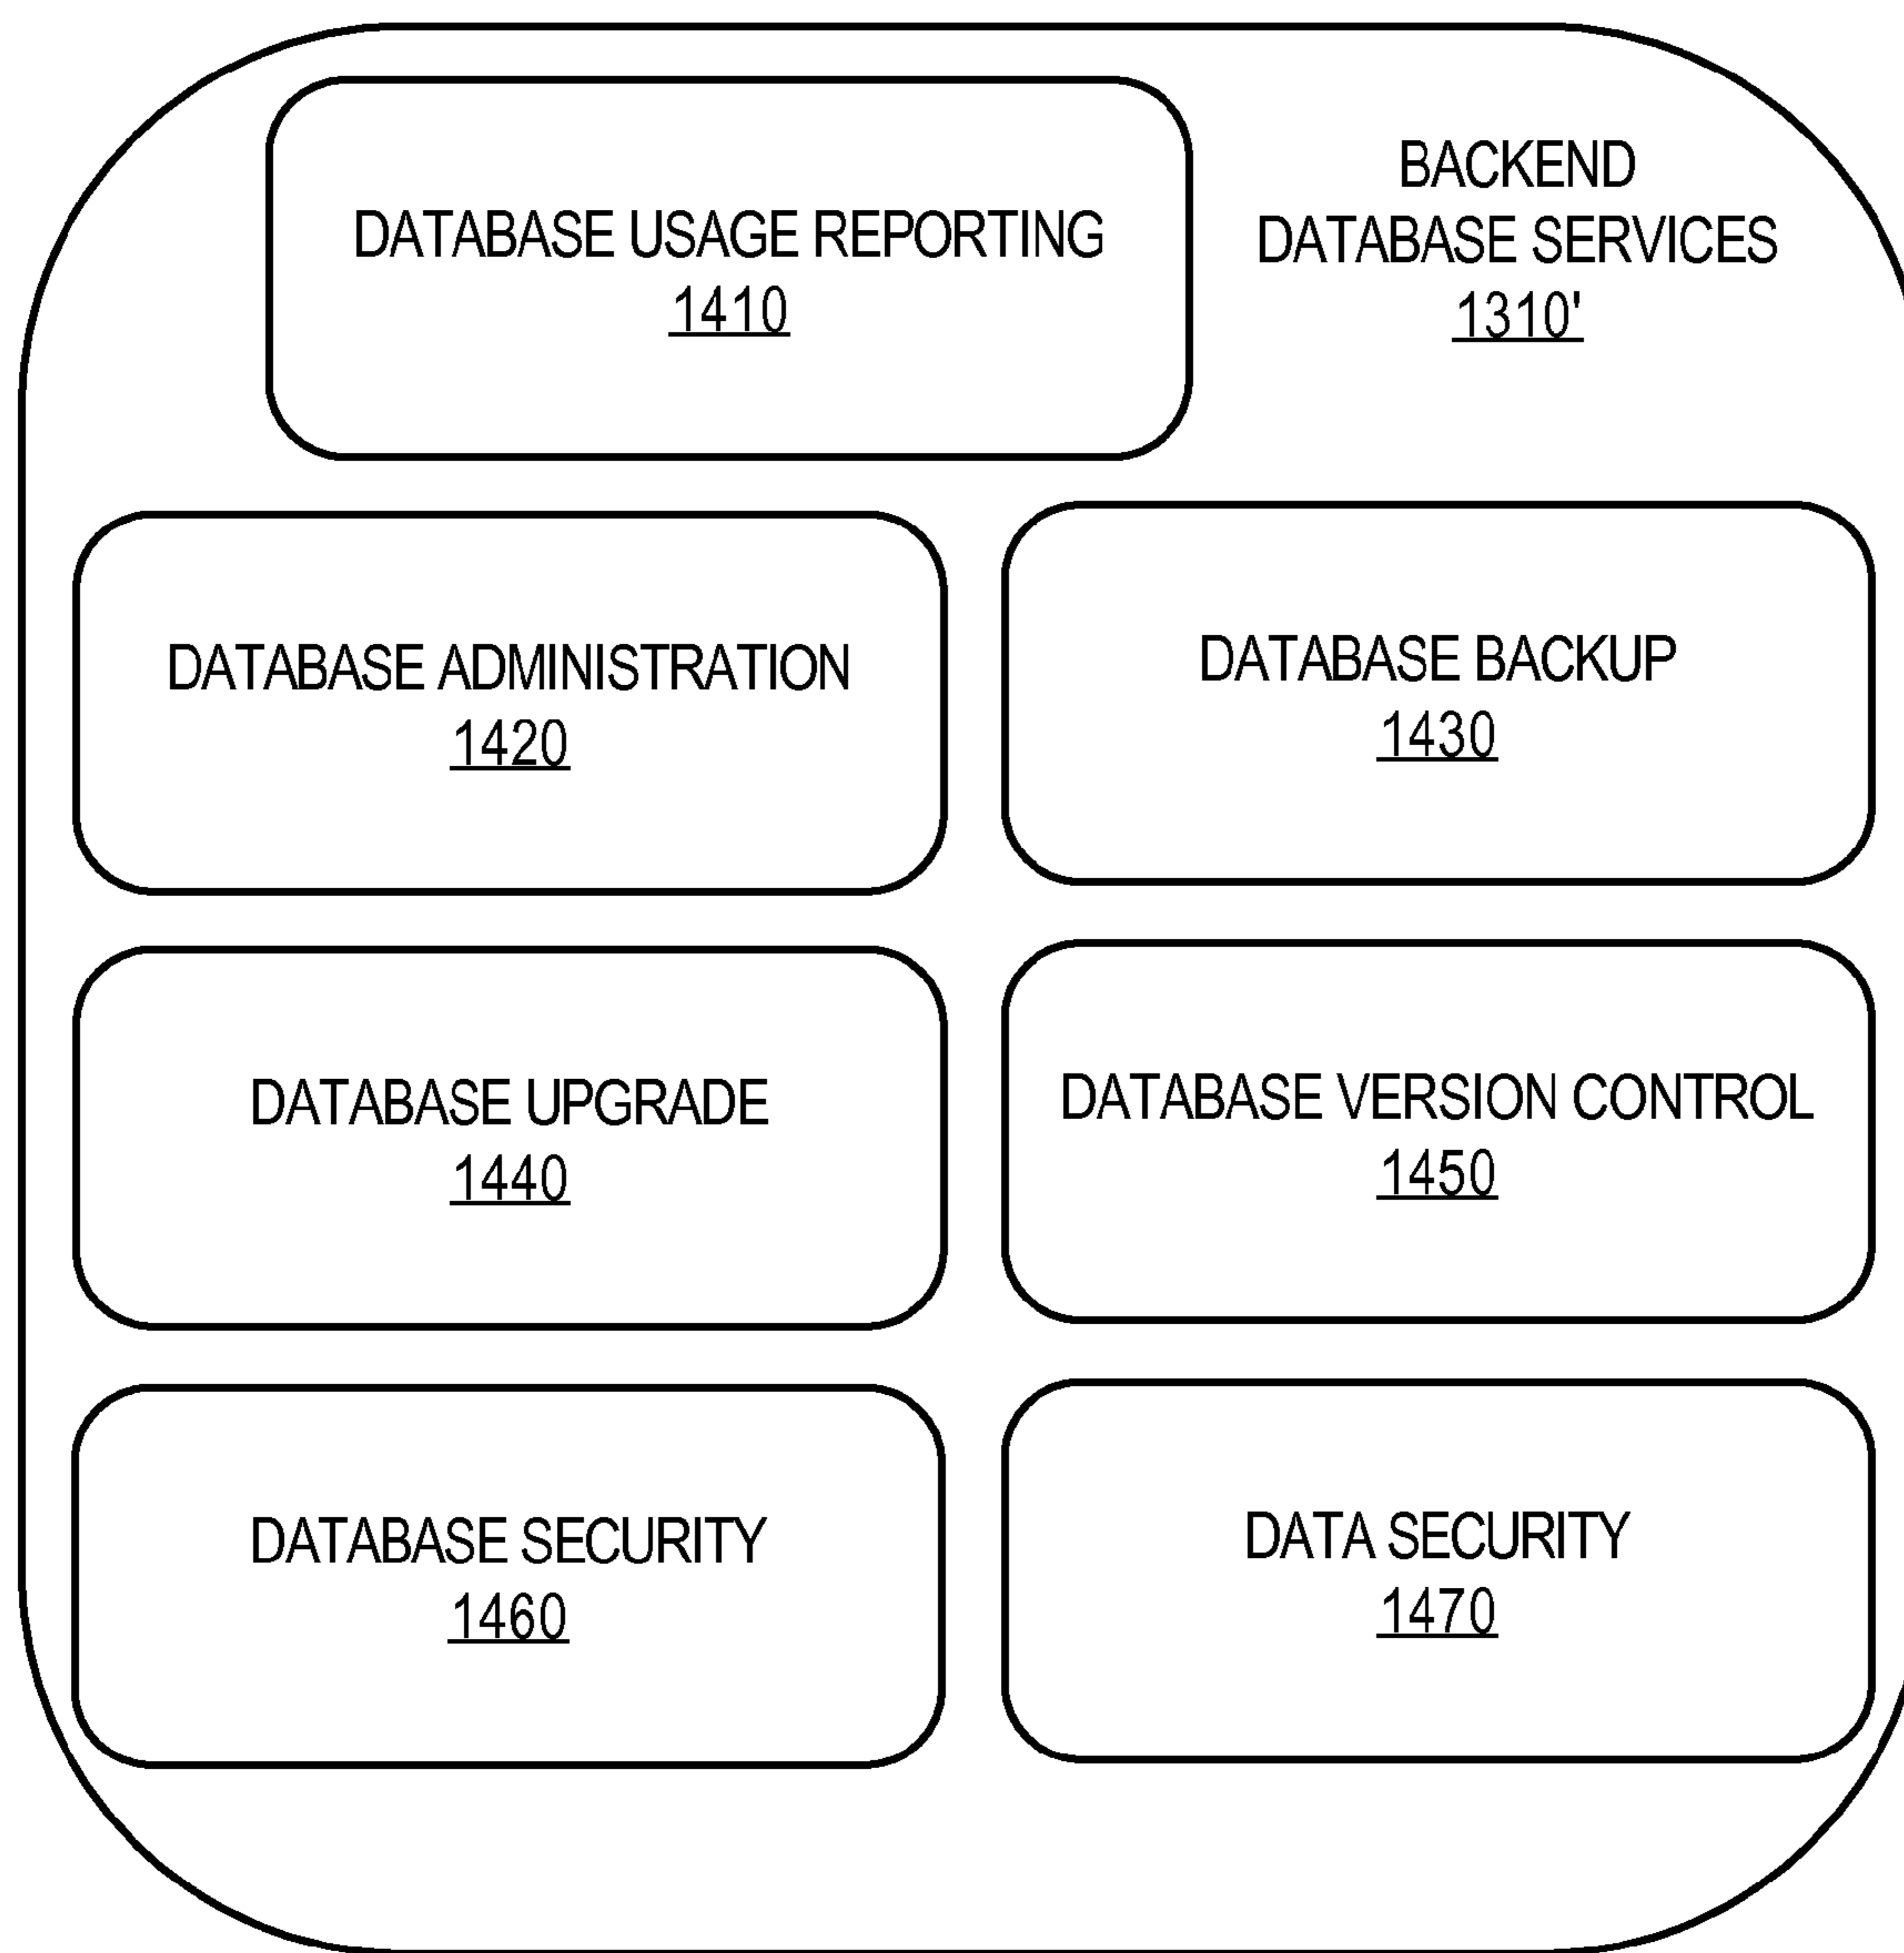 DATABASE USAGE REPORTING
1410
BACKEND
DATABASE SERVICES
1310'
DATABASE ADMINISTRATION
1420
DATABASE BACKUP
1430
DATABASE UPGRADE
1440
DATABASE VERSION CONTROL
1450
DATABASE SECURITY
1460
DATA SECURITY
1470